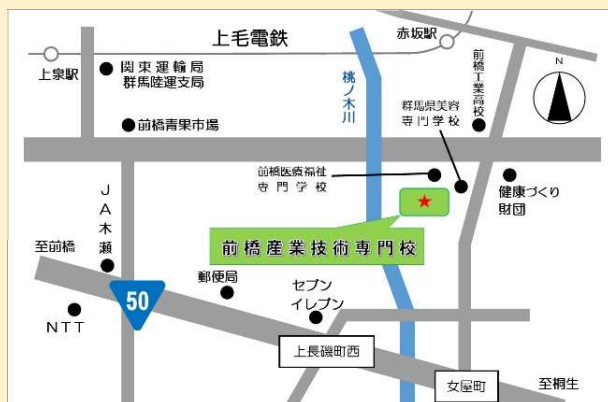 上毛電鉄
赤坂駅
上泉駅
関東運輸局
群馬陸運支局
前橋青果市場
桃ノ木川
前橋工業高校
群馬県美容
専門学校
N
前橋医療福祉
専門学校
健康づくり
財団
JA木瀬
至前橋
前橋産業技術専門校
郵便局
セブン
イレブン
50
NTT
上長磯町西
女屋町
至桐生